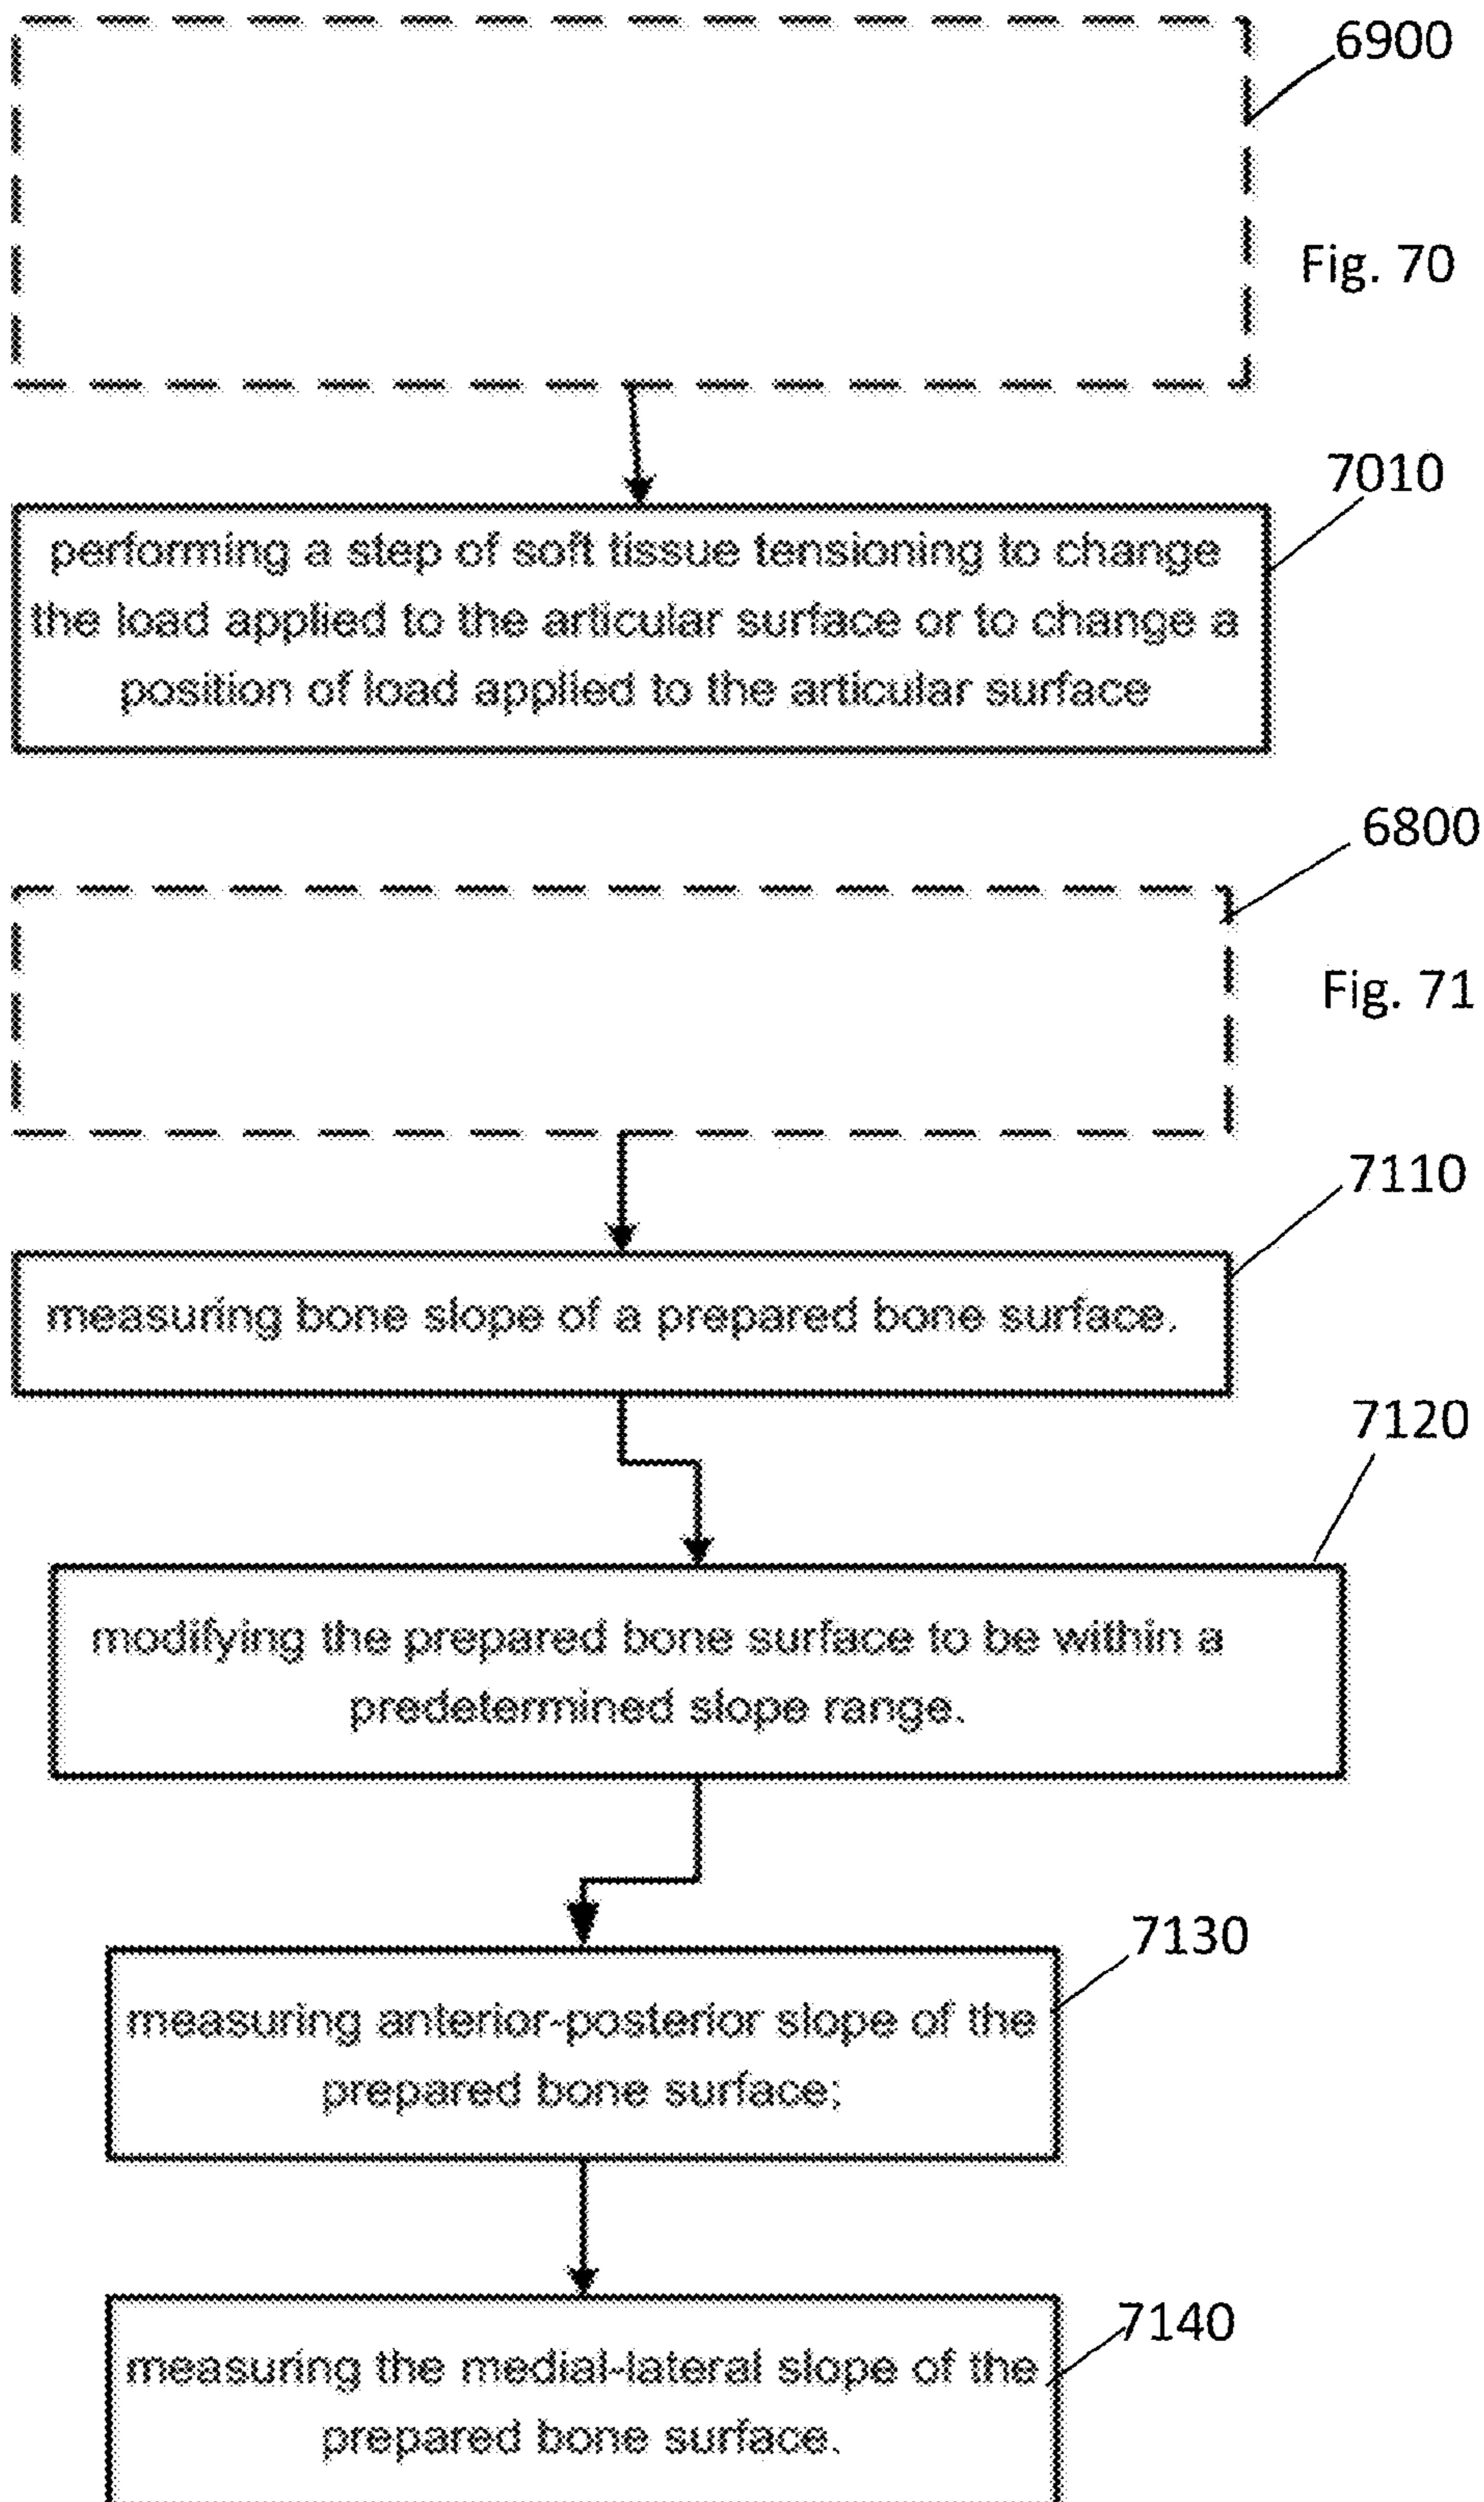 6900
Fig. 70
7010
performing a step of soft tissue tensioning to change
the load applied to the articular surface or to change a
position of load applied to the articular surface
6800
Fig. 71
7110
measuring bone slope of a prepared bone surface.
7120
modifying the prepared bone surface to be within a
predetermined slope range.
7130
measuring anterior-posterior slope of the
prepared bone surface;
7140
measuring the medial-lateral slope of the
prepared bone surface.